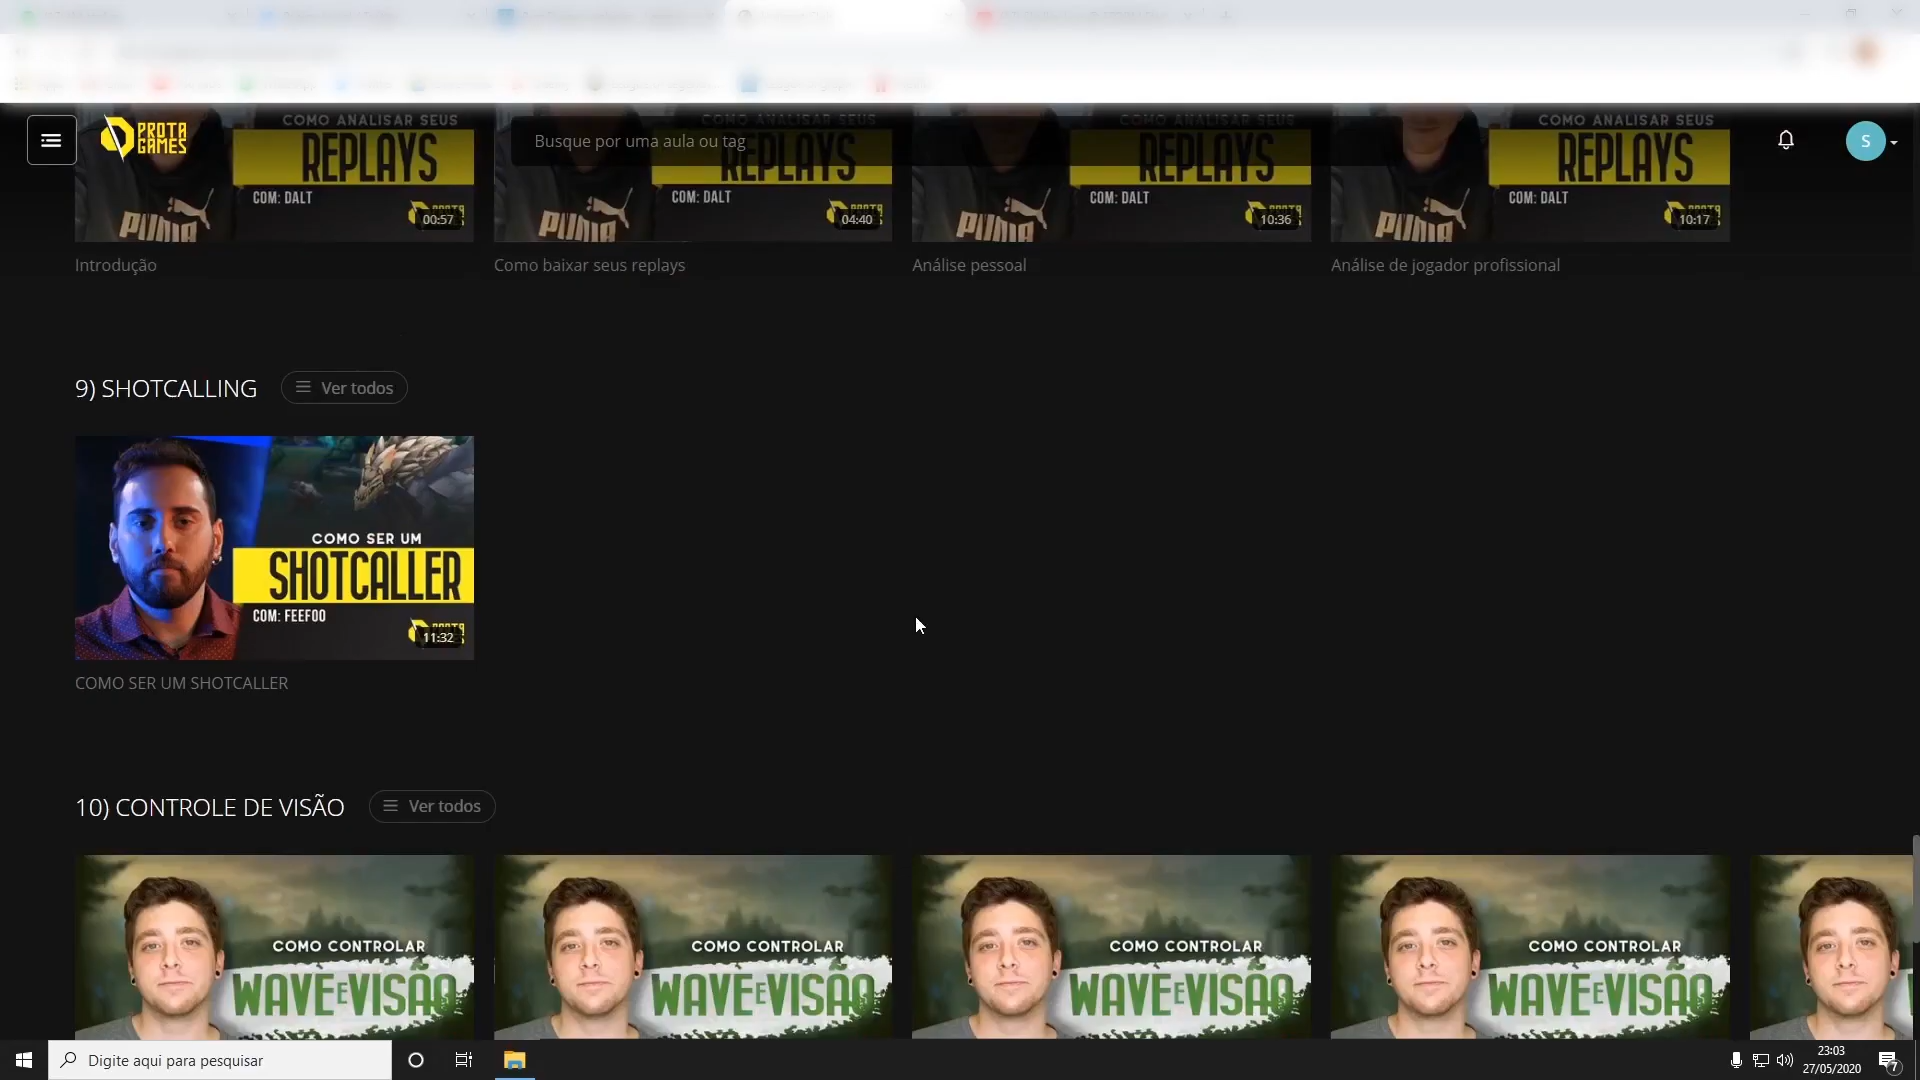 PROTA
GAMES
Busque por uma aula ou tag
S
COMO ANALISAR SEUS
REPLAYS
COM: DALT
PUMA
00:57
COMO ANALISAR SEUS
REPLAYS
COM: DALT
PUMA
04:40
COMO ANALISAR SEUS
REPLAYS
COM: DALT
PUMA
10:36
COMO ANALISAR SEUS
REPLAYS
COM: DALT
PUMA
10:17
Introdução
Como baixar seus replays
Análise pessoal
Análise de jogador profissional
9) SHOTCALLING
Ver todos
COMO SER UM
SHOTCALLER
COM: FEEFOO
11:32
COMO SER UM SHOTCALLER
10) CONTROLE DE VISÃO
Ver todos
COMO CONTROLAR
WAVE E VISÃO
COMO CONTROLAR
WAVE E VISÃO
COMO CONTROLAR
WAVE E VISÃO
COMO CONTROLAR
WAVE E VISÃO
Digite aqui para pesquisar
23:03
27/05/2020
7